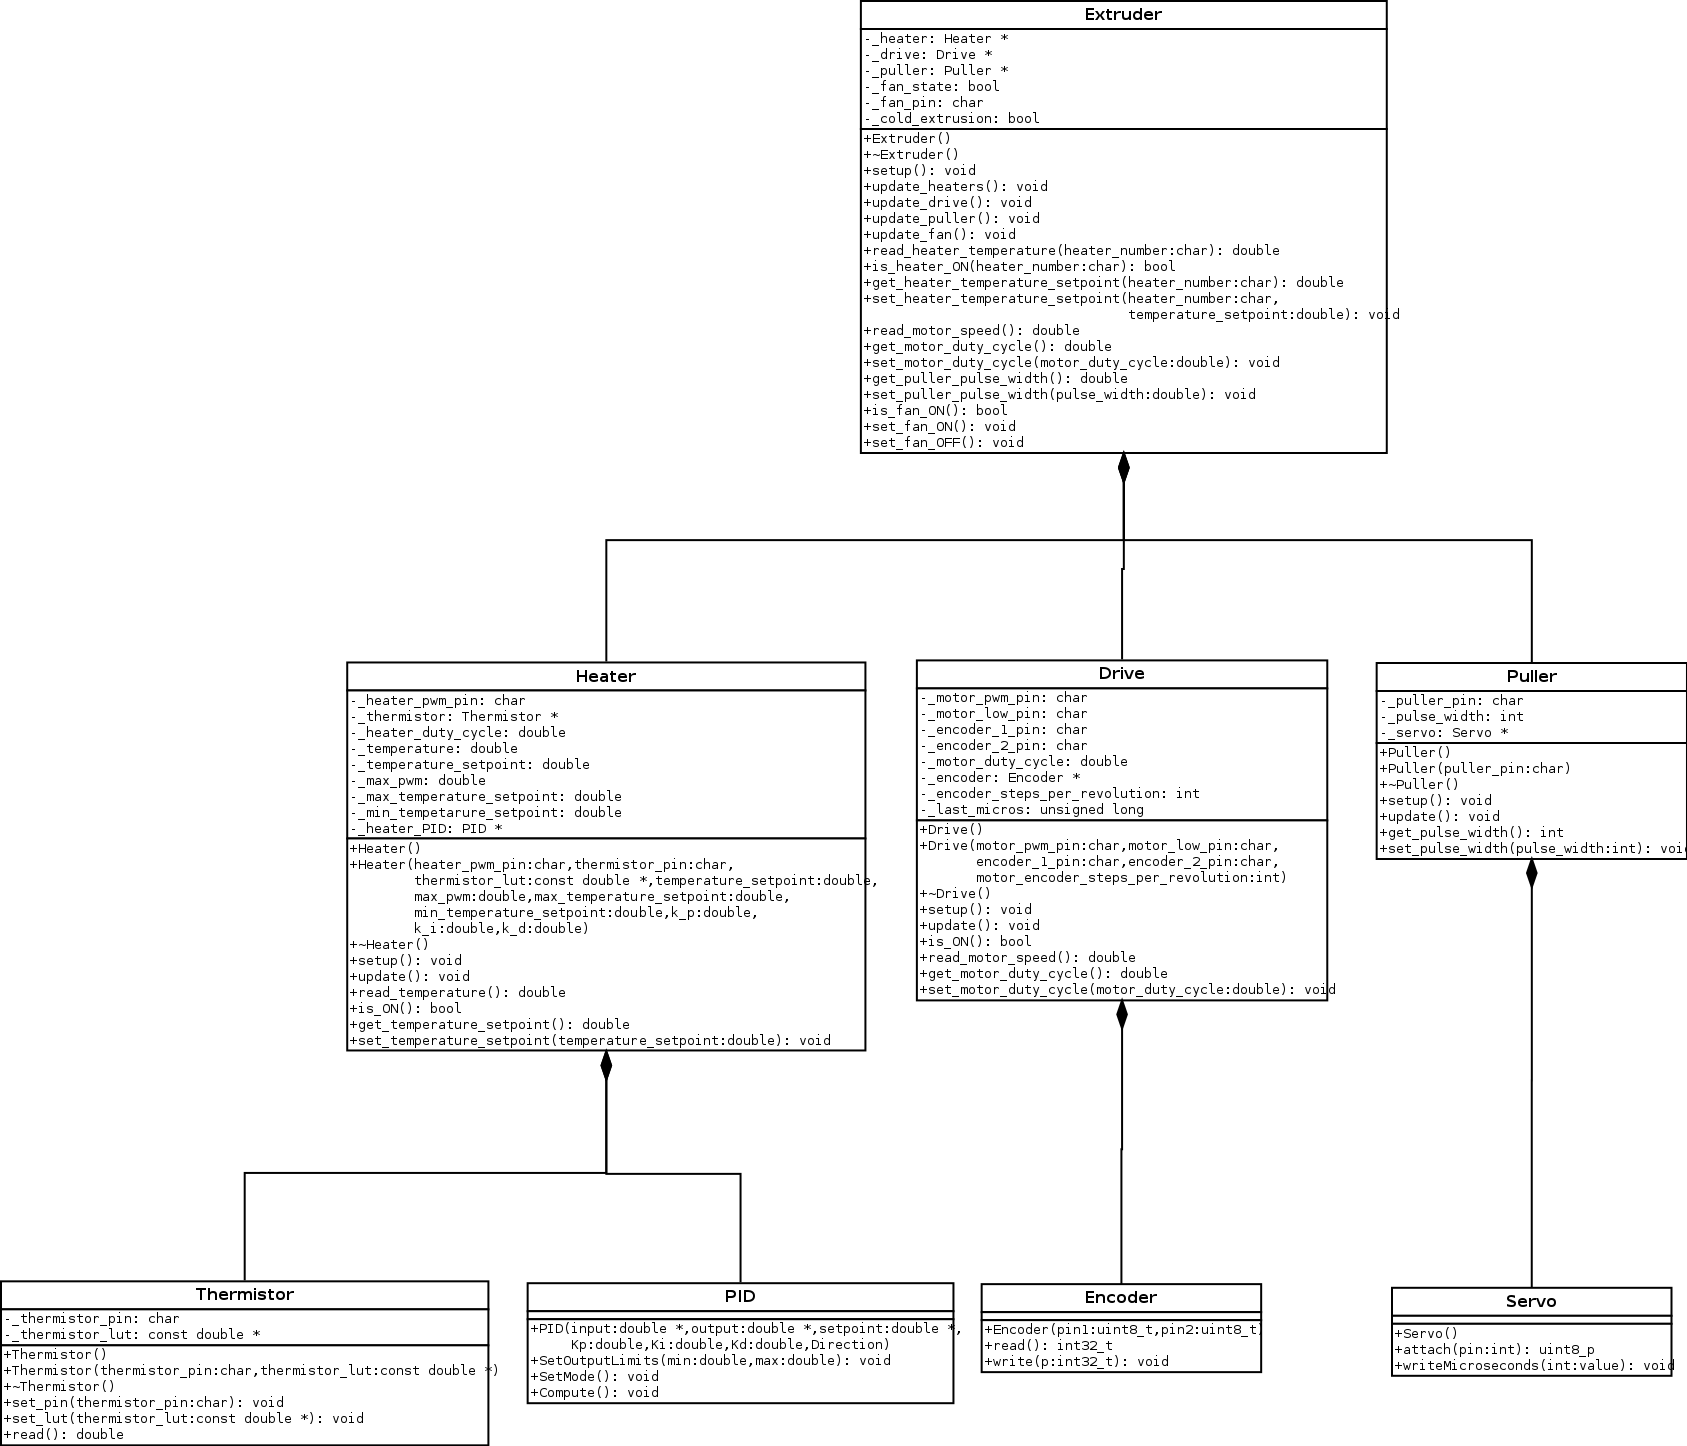 Extruder
-_heater: Heater *
-_drive: Drive *
-_puller: Puller *
-_fan_state: bool
-_fan_pin: char
-_cold_extrusion: bool
+Extruder()
+~Extruder()
+setup(): void
+update_heaters(): void
+update_drive(): void
+update_puller(): void
+update_fan(): void
+read_heater_temperature(heater_number:char): double
+is_heater_ON(heater_number:char): bool
+get_heater_temperature_setpoint(heater_number:char): double
+set_heater_temperature_setpoint(heater_number:char,
temperature_setpoint:double): void
+read_motor_speed(): double
+get_motor_duty_cycle(): double
+set_motor_duty_cycle(motor_duty_cycle:double): void
+get_puller_pulse_width(): double
+set_puller_pulse_width(pulse_width:double): void
+is_fan_ON(): bool
+set_fan_ON(): void
+set_fan_OFF(): void
Heater
-_heater_pwm_pin: char
-_thermistor: Thermistor *
-_heater_duty_cycle: double
-_temperature: double
-_temperature_setpoint: double
-_max_pwm: double
-_max_temperature_setpoint: double
-_min_tempetarure_setpoint: double
-_heater_PID: PID *
+Heater()
+Heater(heater_pwm_pin:char,thermistor_pin:char,
thermistor_lut:const double *,temperature_setpoint:double,
max_pwm:double,max_temperature_setpoint:double,
min_temperature_setpoint:double,k_p:double,
k_i:double,k_d:double)
+~Heater()
+setup(): void
+update(): void
+read_temperature(): double
+is_ON(): bool
+get_temperature_setpoint(): double
+set_temperature_setpoint(temperature_setpoint:double): void
Drive
-_motor_pwm_pin: char
-_motor_low_pin: char
-_encoder_1_pin: char
-_encoder_2_pin: char
-_motor_duty_cycle: double
-_encoder: Encoder *
-_encoder_steps_per_revolution: int
-_last_micros: unsigned long
+Drive()
+Drive(motor_pwm_pin:char,motor_low_pin:char,
encoder_1_pin:char,encoder_2_pin:char,
motor_encoder_steps_per_revolution:int)
+~Drive()
+setup(): void
+update(): void
+is_ON(): bool
+read_motor_speed(): double
+get_motor_duty_cycle(): double
+set_motor_duty_cycle(motor_duty_cycle:double): void
Puller
-_puller_pin: char
-_pulse_width: int
-_servo: Servo *
+Puller()
+Puller(puller_pin:char)
+~Puller()
+setup(): void
+update(): void
+get_pulse_width(): int
+set_pulse_width(pulse_width:int): void
Thermistor
-_thermistor_pin: char
-_thermistor_lut: const double *
+Thermistor()
+Thermistor(thermistor_pin:char,thermistor_lut:const double *)
+~Thermistor()
+set_pin(thermistor_pin:char): void
+set_lut(thermistor_lut:const double *): void
+read(): double
PID
+PID(input:double *,output:double *,setpoint:double *,
Kp:double,Ki:double,Kd:double,Direction)
+SetOutputLimits(min:double,max:double): void
+SetMode(): void
+Compute(): void
Encoder
+Encoder(pin1:uint8_t,pin2:uint8_t)
+read(): int32_t
+write(p:int32_t): void
Servo
+Servo()
+attach(pin:int): uint8_p
+writeMicroseconds(int:value): void